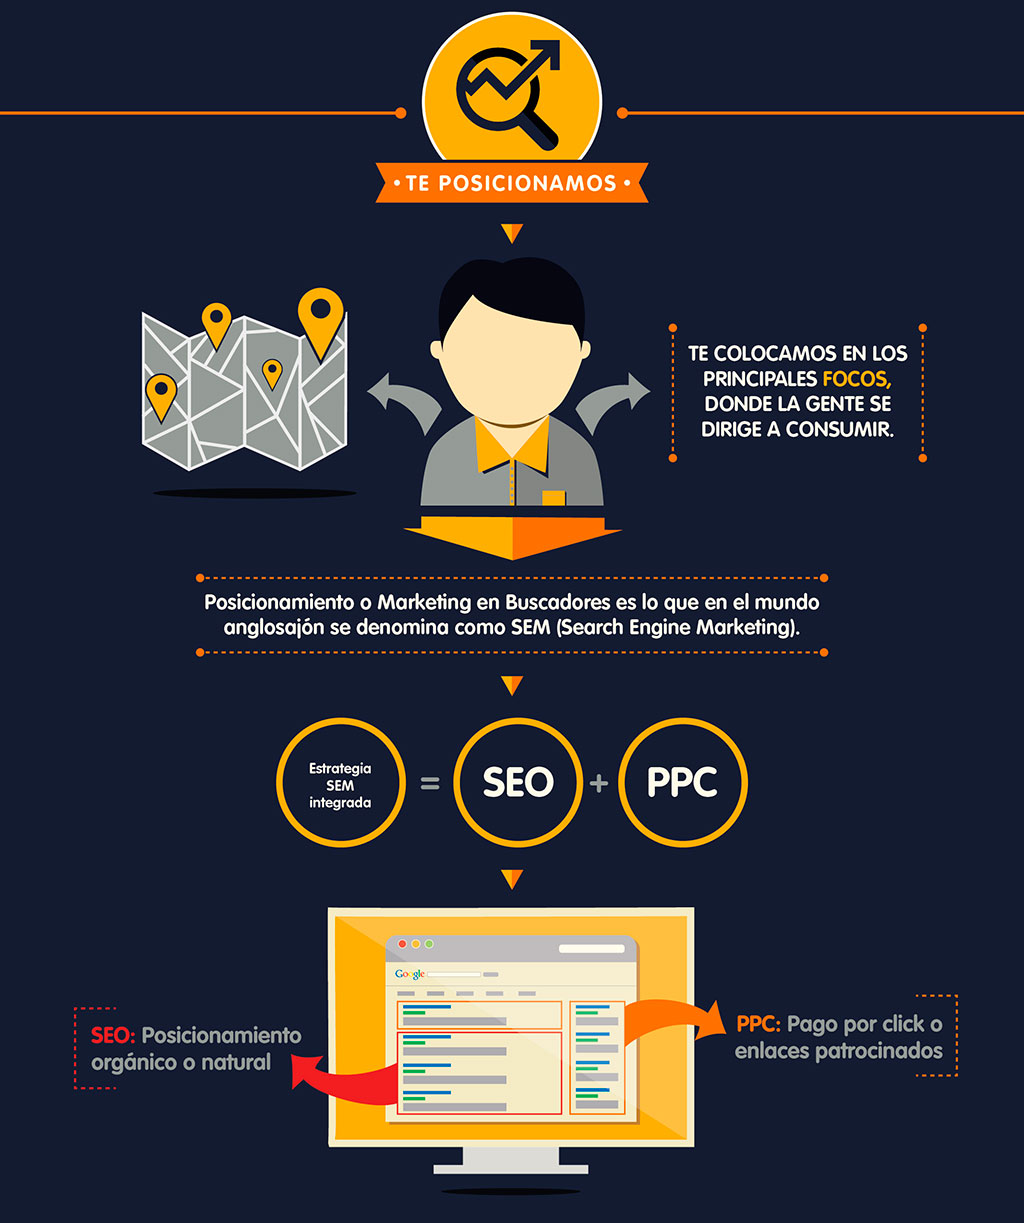 • TE POSICIONAMOS •
TE COLOCAMOS EN LOS
PRINCIPALES FOCOS,
DONDE LA GENTE SE
DIRIGE A CONSUMIR.
Posicionamiento o Marketing en Buscadores es lo que en el mundo
anglosajón se denomina como SEM (Search Engine Marketing).
Estrategia
SEM
integrada
=
SEO
+
PPC
Google
SEO: Posicionamiento
orgánico o natural
PPC: Pago por click o
enlaces patrocinados